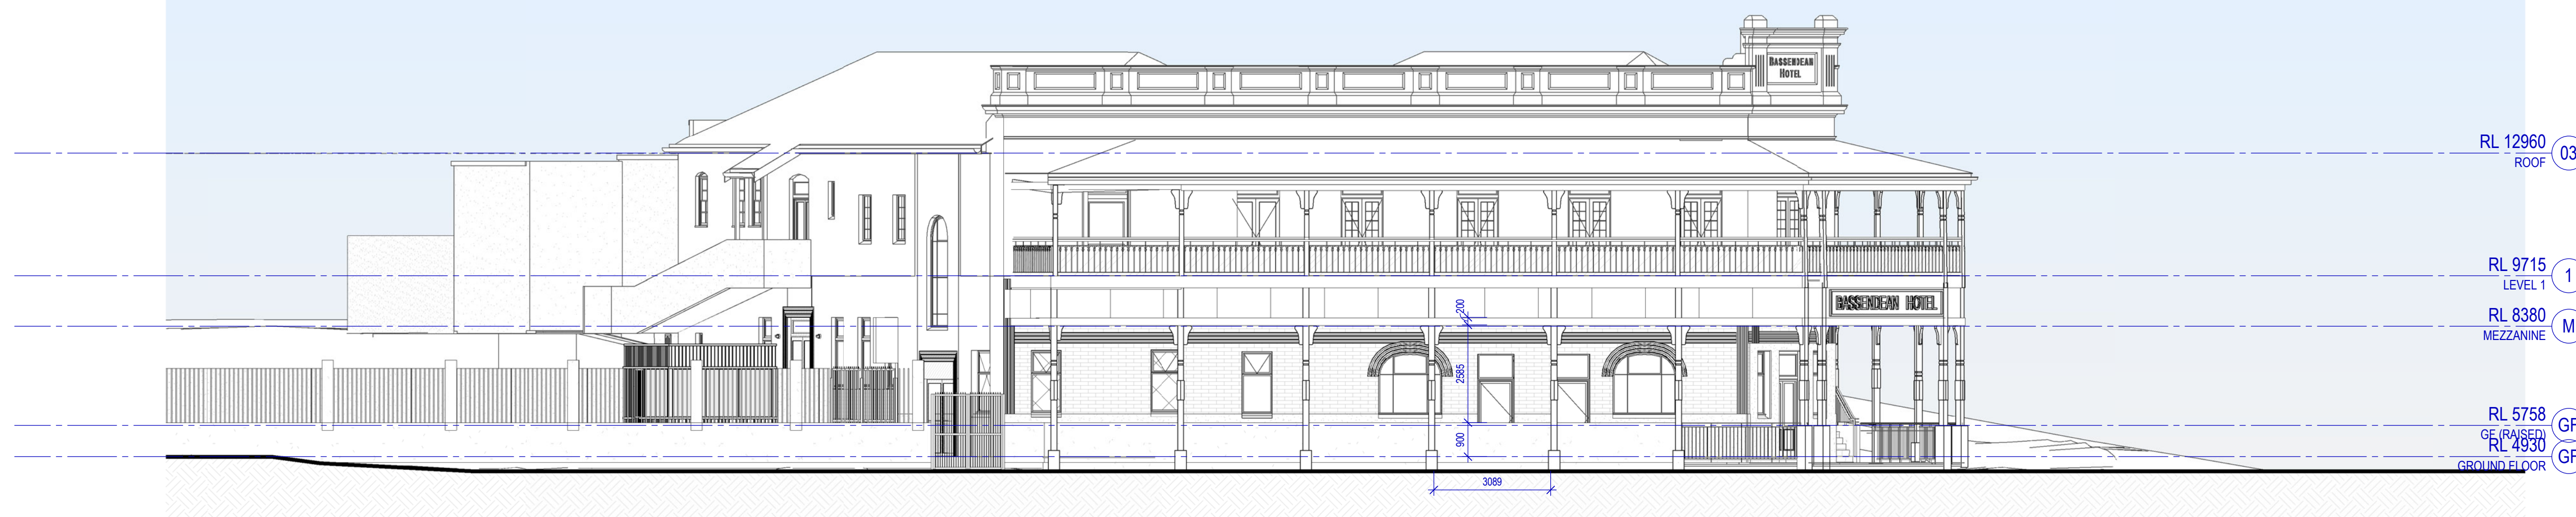 BASSENDEAN
HOTEL
RL 12960
ROOF
03
RL 9715
LEVEL 1
1
BASSENDEAN HOTEL
200
RL 8380
MEZZANINE
M
2585
RL 5758
GF (RAISED)
GF
900
RL 4930
GROUND FLOOR
GF
3089